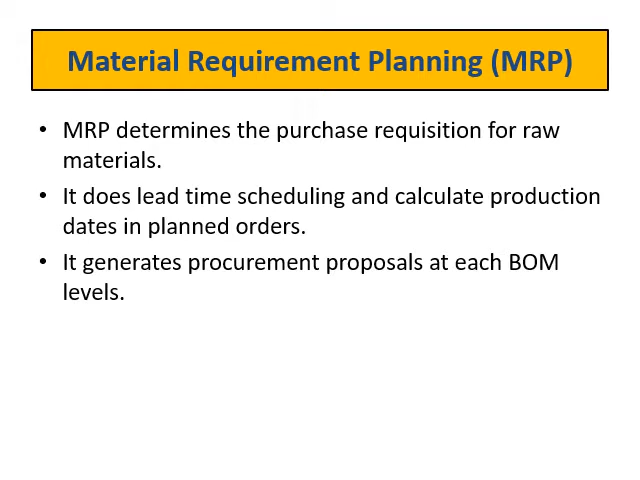 Material Requirement Planning (MRP)
• MRP determines the purchase requisition for raw
materials.
• It does lead time scheduling and calculate production
dates in planned orders.
• It generates procurement proposals at each BOM
levels.